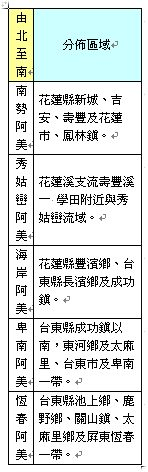 由北至南
分佈區域
南勢阿美
花蓮縣新城、吉
安、壽豐及花蓮
市、鳳林鎮。
秀姑巒阿美
花蓮溪支流壽豐溪
一 學田附近與秀
姑巒流域。
海岸阿美
花蓮縣豐濱鄉、台
東縣長濱鄉及成功
鎮。
卑南阿美
台東縣成功鎮以
南，東河鄉及太麻
里、台東市及卑南
一帶。
恆春阿美
台東縣池上鄉、鹿
野鄉、關山鎮、太
麻里鄉及屏東恆春
一帶。